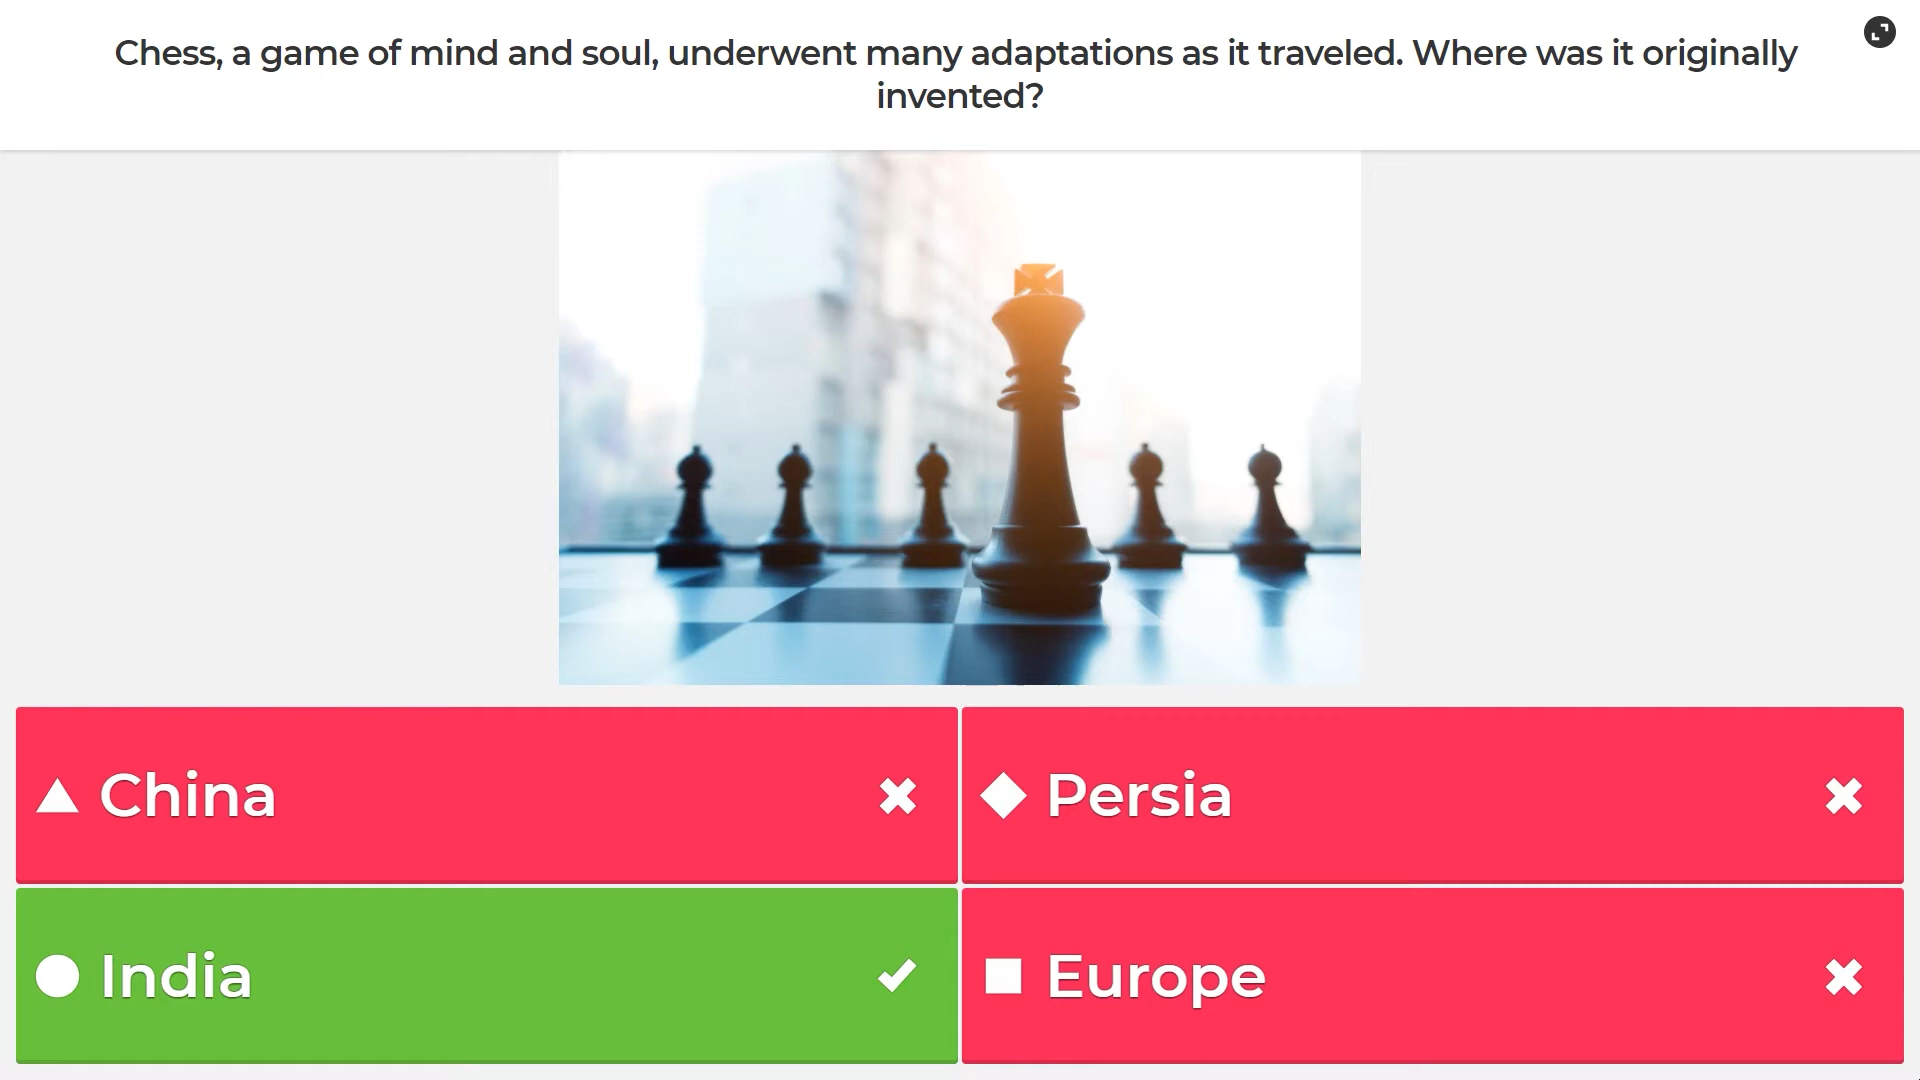 Chess, a game of mind and soul, underwent many adaptations as it traveled. Where was it originally
invented?
China
Persia
India
Europe